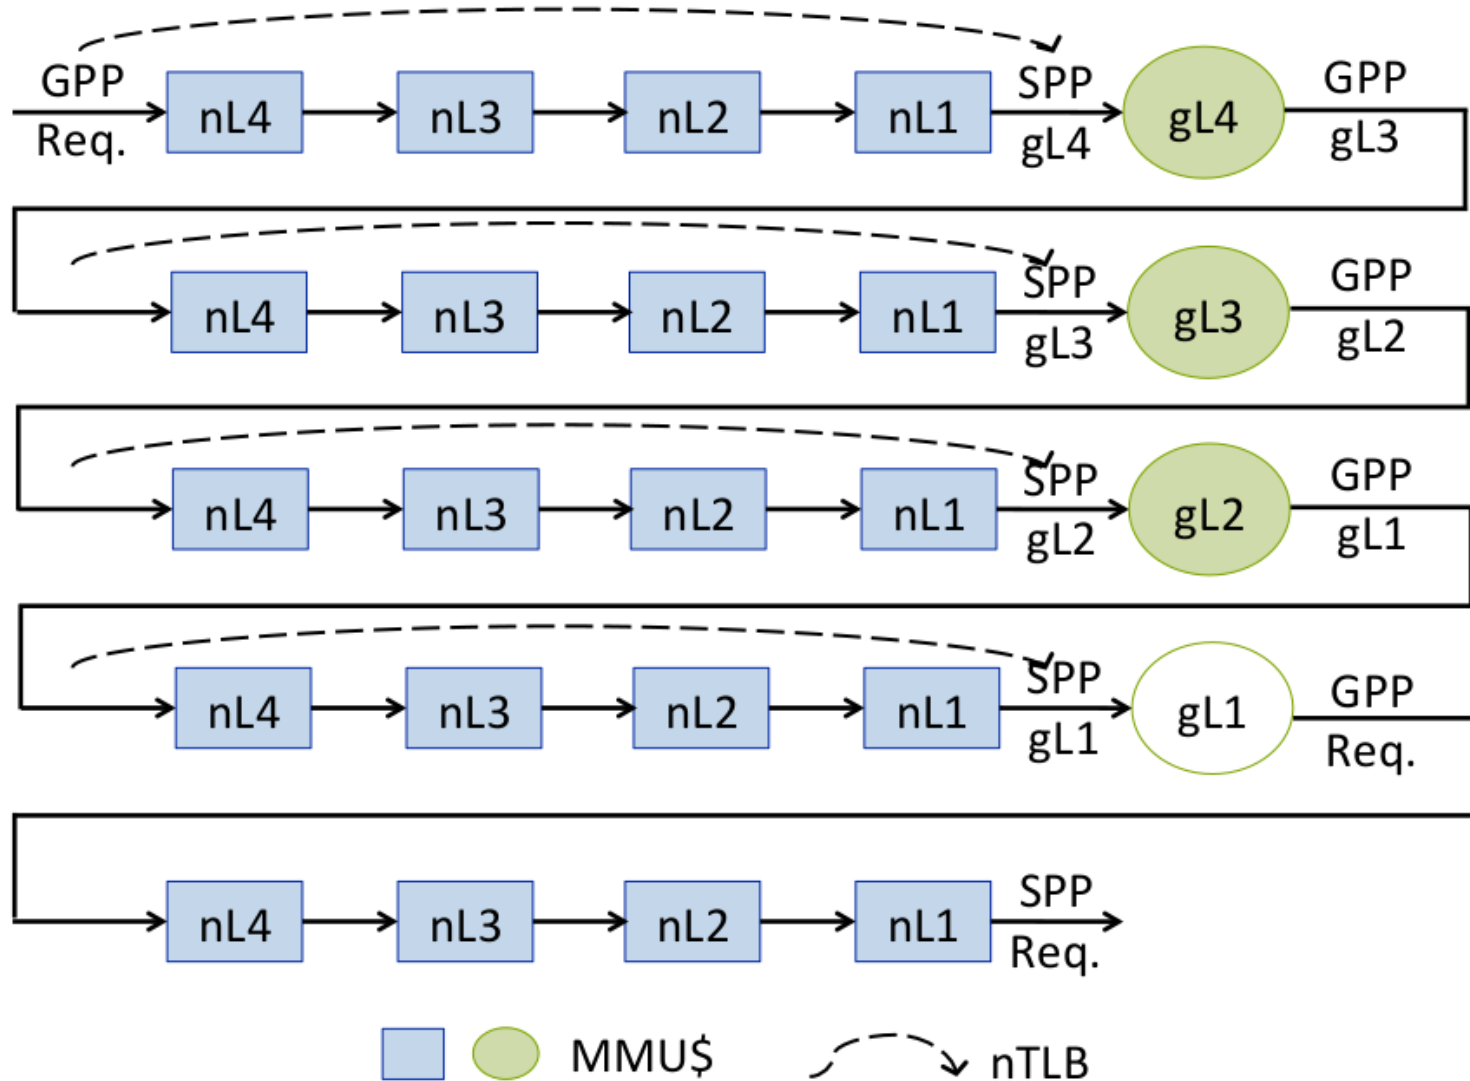 GPP
Req.
nL4
nL3
nL2
nL1
SPP
gL4
gL4
GPP
gL3
nL4
nL3
nL2
nL1
SPP
gL3
gL3
GPP
gL2
nL4
nL3
nL2
nL1
SPP
gL2
gL2
GPP
gL1
nL4
nL3
nL2
nL1
SPP
gL1
gL1
GPP
Req.
nL4
nL3
nL2
nL1
SPP
Req.
MMU$
nTLB